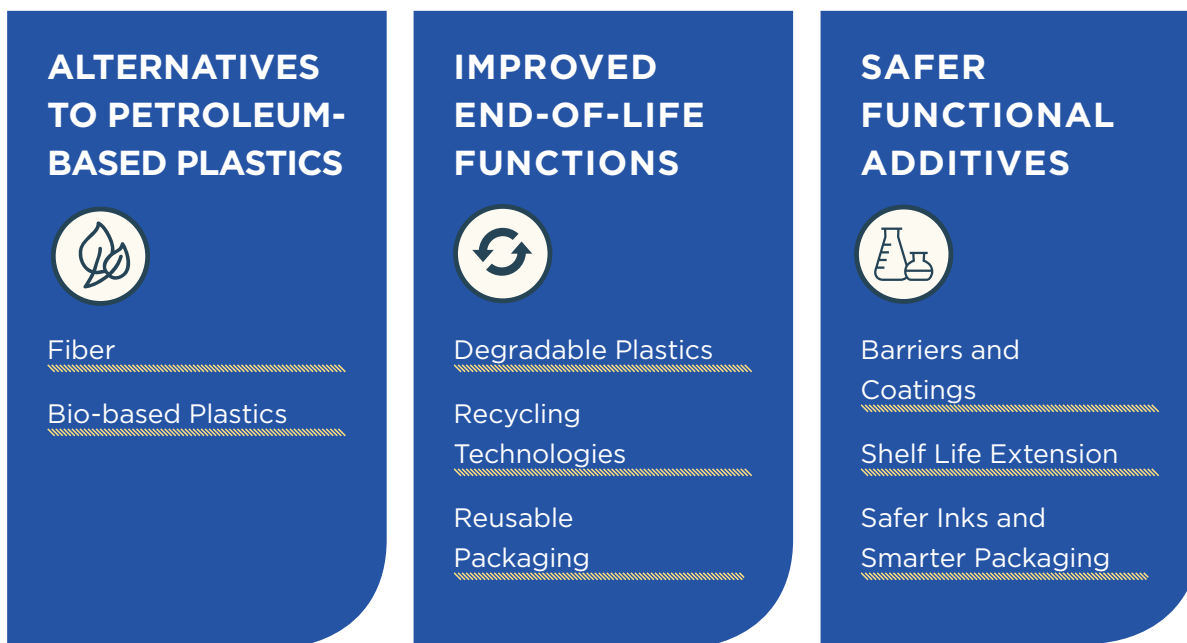 ALTERNATIVES
TO PETROLEUM-
BASED PLASTICS
Fiber
Bio-based Plastics
IMPROVED
END-OF-LIFE
FUNCTIONS
Degradable Plastics
Recycling
Technologies
Reusable
Packaging
SAFER
FUNCTIONAL
ADDITIVES
Barriers and
Coatings
Shelf Life Extension
Safer Inks and
Smarter Packaging